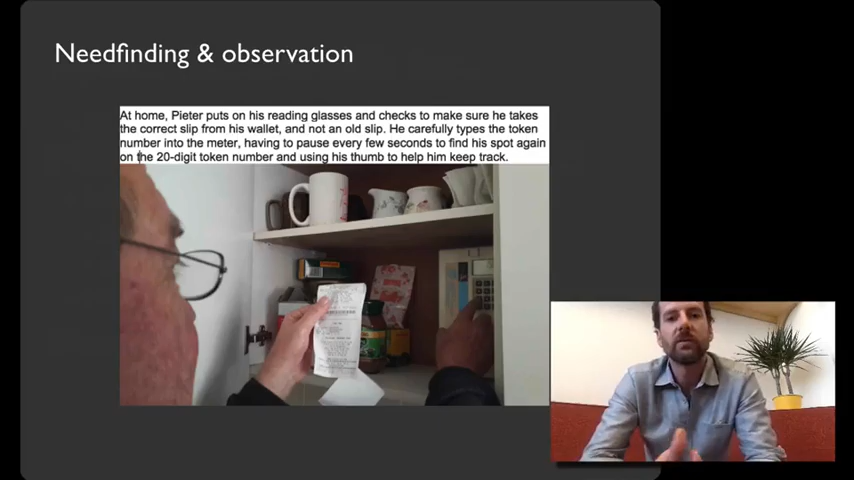 Needfinding & observation
At home, Pieter puts on his reading glasses and checks to make sure he takes
the correct slip from his wallet, and not an old slip. He carefully types the token
number into the meter, having to pause every few seconds to find his spot again
on the 20-digit token number and using his thumb to help him keep track.